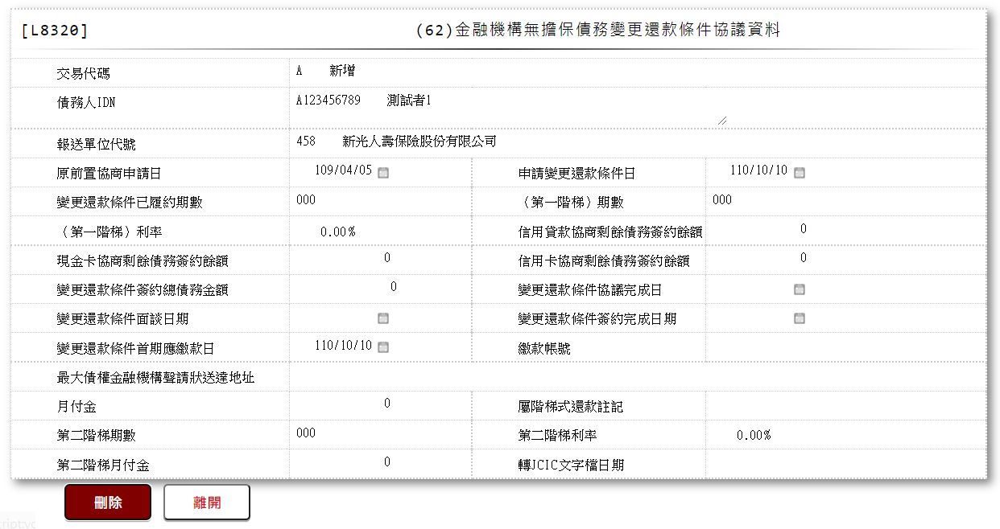 [L8320] (62)金融機構無擔保債務變更還款條件協議資料
交易代碼 A 新增
債務人IDN A123456789 測試者1
報送單位代號 458 新光人壽保險股份有限公司
原前置協商申請日 109/04/05 申請變更還款條件日 110/10/10
變更還款條件已履約期數 000 （第一階梯）期數 000
（第一階梯）利率 0.00% 信用貸款協商剩餘債務簽約餘額 0
現金卡協商剩餘債務簽約餘額 0 信用卡協商剩餘債務簽約餘額 0
變更還款條件簽約總債務金額 0 變更還款條件協議完成日
變更還款條件面談日期 變更還款條件簽約完成日期
變更還款條件首期應繳款日 110/10/10 繳款帳號
最大債權金融機構聲請狀送達地址
月付金 0 屬階梯式還款註記
第二階梯期數 000 第二階梯利率 0.00%
第二階梯月付金 0 轉JCIC文字檔日期
刪除 離開
cript:vc